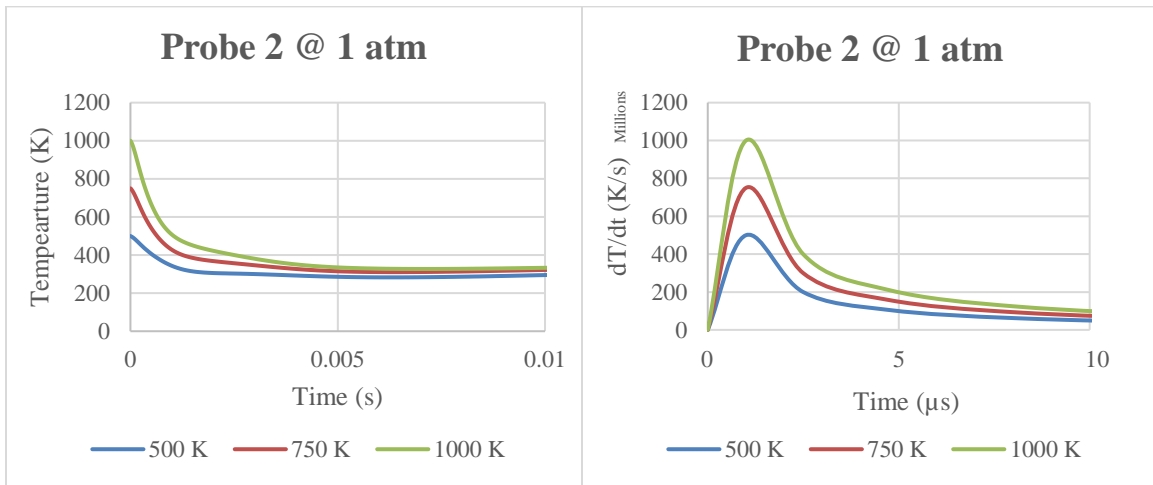 Probe 2 @ 1 atm
Tempearture (K)
1200
1000
800
600
400
200
0
0 0.005 0.01
Time (s)
500 K 750 K 1000 K
Probe 2 @ 1 atm
dT/dt (K/s) Millions
1200
1000
800
600
400
200
0
0 5 10
Time (µs)
500 K 750 K 1000 K